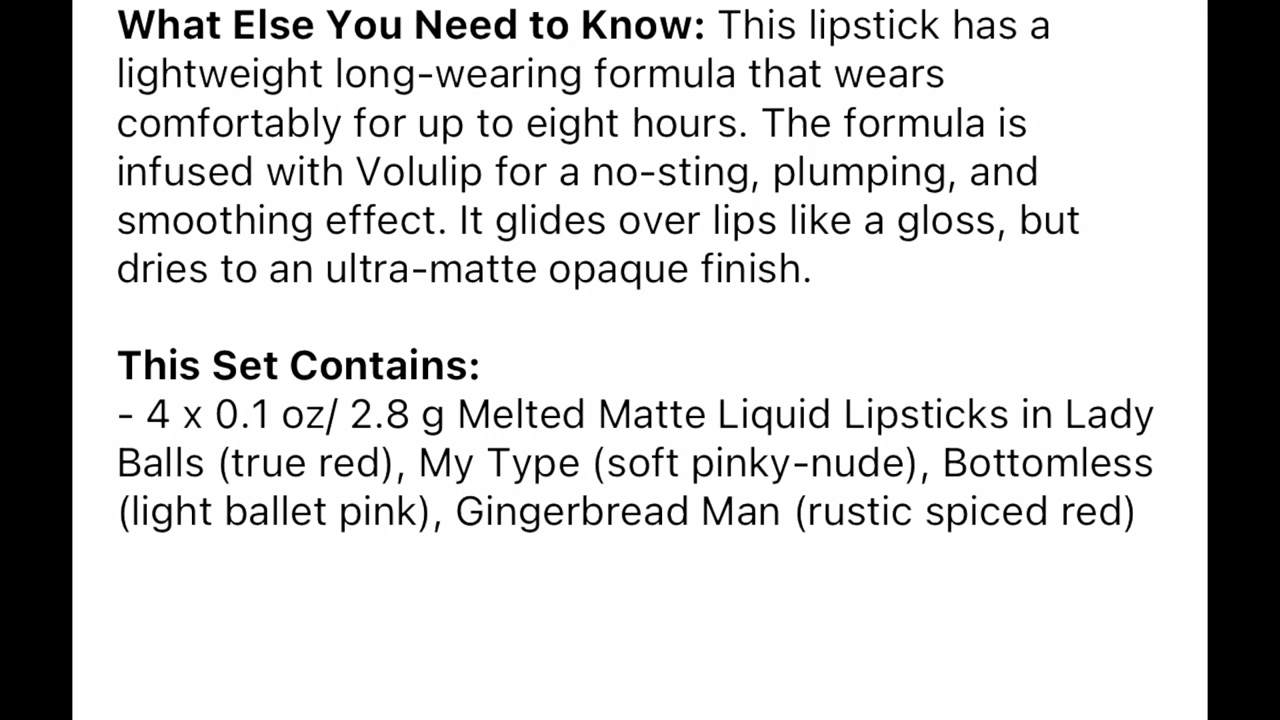 What Else You Need to Know: This lipstick has a
lightweight long-wearing formula that wears
comfortably for up to eight hours. The formula is
infused with Volulip for a no-sting, plumping, and
smoothing effect. It glides over lips like a gloss, but
dries to an ultra-matte opaque finish.
This Set Contains:
- 4 x 0.1 oz/ 2.8 g Melted Matte Liquid Lipsticks in Lady
Balls (true red), My Type (soft pinky-nude), Bottomless
(light ballet pink), Gingerbread Man (rustic spiced red)